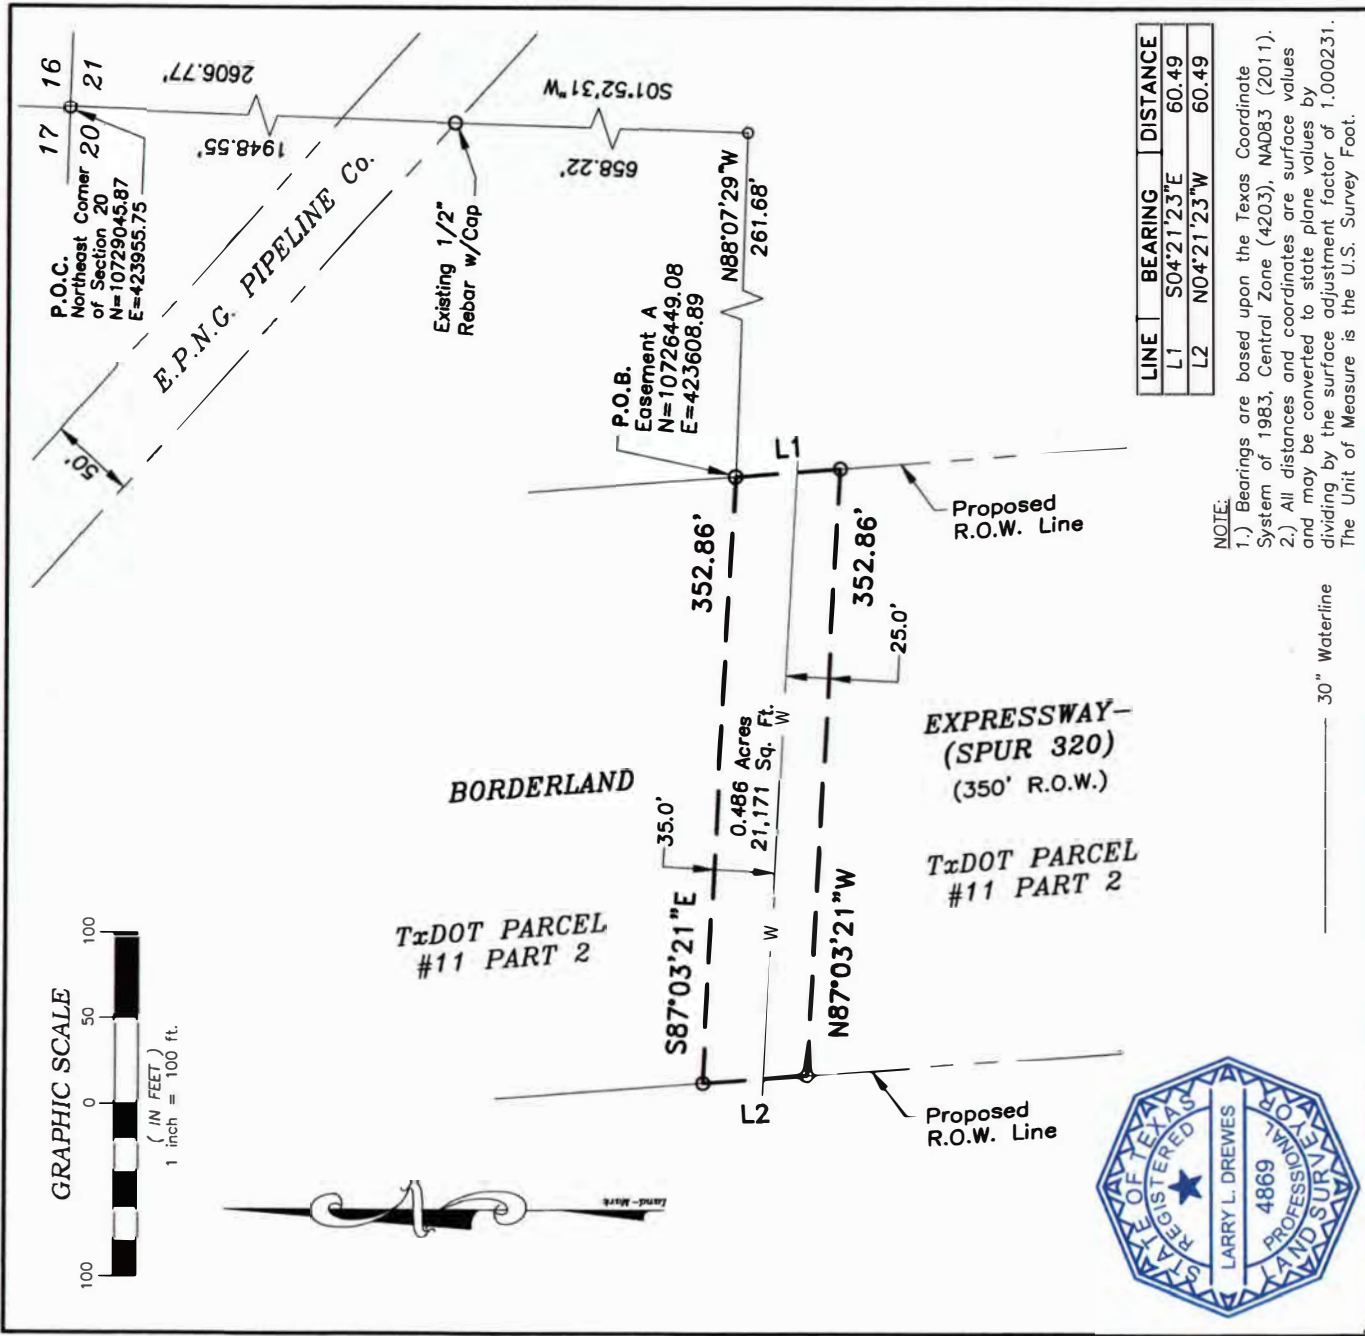 GRAPHIC SCALE
100 0 50 100
( IN FEET )
1 inch = 100 ft.
17 16
20 21
P.O.C.
Northeast Corner
of Section 20
N=10729045.87
E=423955.75
2606.77'
1948.55'
50'
E.P.N.G. PIPELINE Co.
Existing 1/2"
Rebar w/Cap
S01°52'31"W
658.22'
N88°07'29"W
261.68'
P.O.B.
Easement A
N=10726449.08
E=423608.89
L1
Proposed
R.O.W. Line
352.86'
352.86'
25.0'
35.0'
0.486 Acres
21,171 Sq. Ft.
W
W
BORDERLAND
EXPRESSWAY-
(SPUR 320)
(350' R.O.W.)
TxDOT PARCEL
#11 PART 2
TxDOT PARCEL
#11 PART 2
S87°03'21"E
N87°03'21"W
L2
Proposed
R.O.W. Line
Land-Mark
LINE BEARING DISTANCE
L1 S04°21'23"E 60.49
L2 N04°21'23"W 60.49
NOTE:
1.) Bearings are based upon the Texas Coordinate
System of 1983, Central Zone (4203), NAD83 (2011).
2.) All distances and coordinates are surface values
and may be converted to state plane values by
dividing by the surface adjustment factor of 1.000231.
The Unit of Measure is the U.S. Survey Foot.
30" Waterline
STATE OF TEXAS
REGISTERED
LARRY L. DREWES
4869
PROFESSIONAL
LAND SURVEYOR